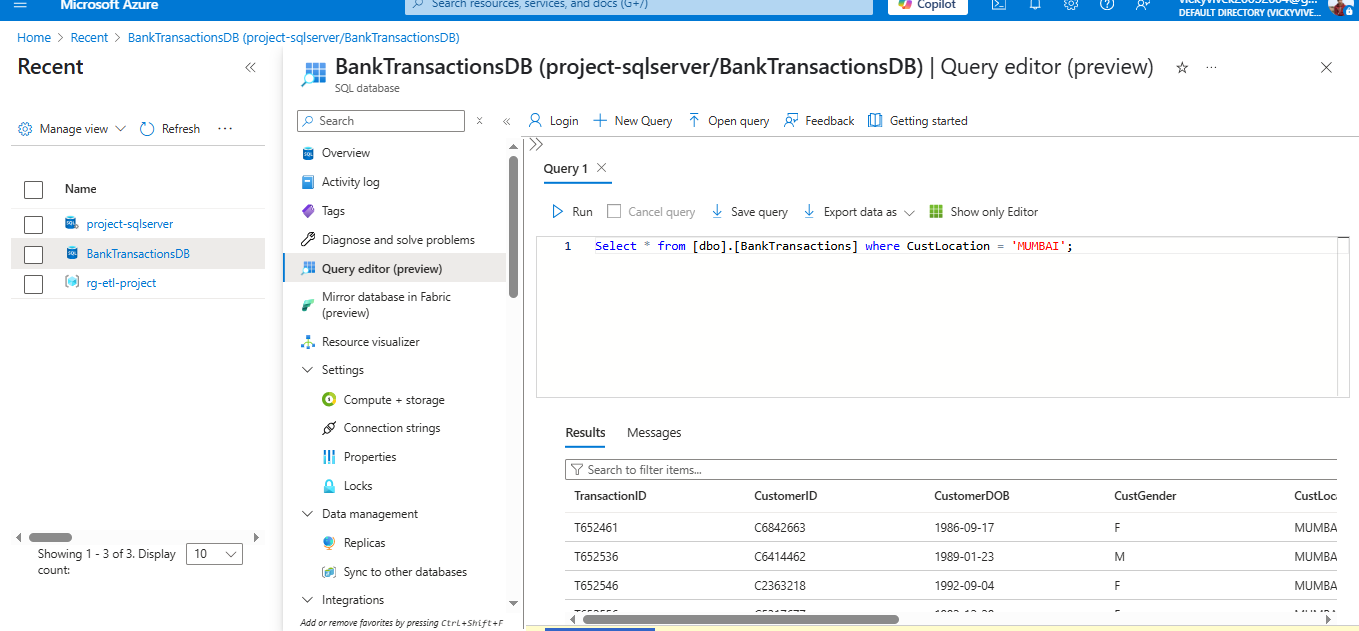 Microsoft Azure
Search resources, services, and docs (G+/)
Copilot
DEFAULT DIRECTORY (VICKYVIVE...
Home > Recent > BankTransactionsDB (project-sqlserver/BankTransactionsDB)
Recent
Manage view
Refresh
Name
project-sqlserver
BankTransactionsDB
rg-etl-project
Showing 1 - 3 of 3. Display
count:
10
BankTransactionsDB (project-sqlserver/BankTransactionsDB) | Query editor (preview)
SQL database
Search
Overview
Activity log
Tags
Diagnose and solve problems
Query editor (preview)
Mirror database in Fabric
(preview)
Resource visualizer
Settings
Compute + storage
Connection strings
Properties
Locks
Data management
Replicas
Sync to other databases
Integrations
Add or remove favorites by pressing Ctrl+Shift+F
Login
New Query
Open query
Feedback
Getting started
Query 1
Run
Cancel query
Save query
Export data as
Show only Editor
1 Select * from [dbo].[BankTransactions] where CustLocation = 'MUMBAI';
Results Messages
Search to filter items...
TransactionID CustomerID CustomerDOB CustGender CustLoca
T652461 C6842663 1986-09-17 F MUMBA
T652536 C6414462 1989-01-23 M MUMBA
T652546 C2363218 1992-09-04 F MUMBA